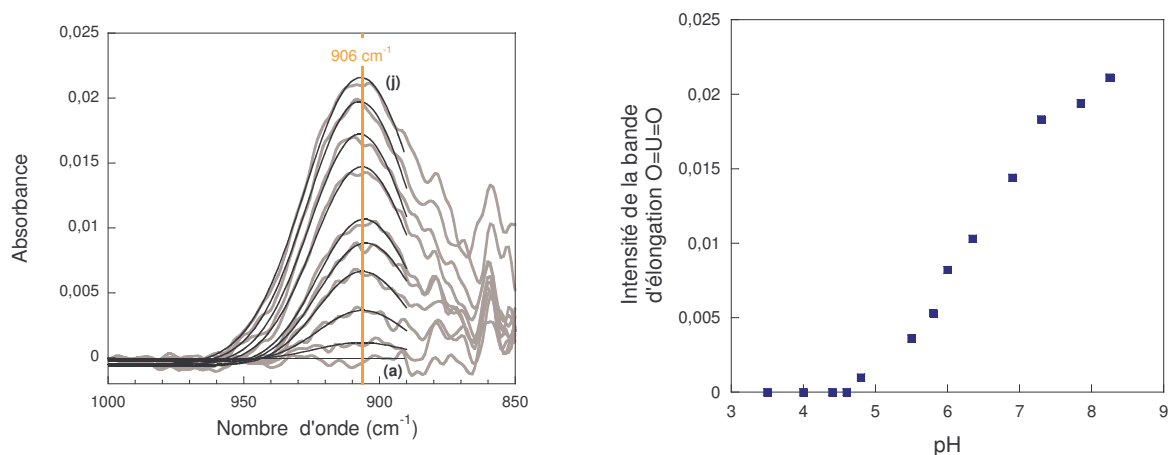 0,025
0,02
0,015
0,01
0,005
0
Absorbance
906 cm-1
(j)
(a)
1000
950
900
850
Nombre d'onde (cm-1)
0,025
0,02
0,015
0,01
0,005
0
Intensité de la bande
d'élongation O=U=O
3
4
5
6
7
8
9
pH